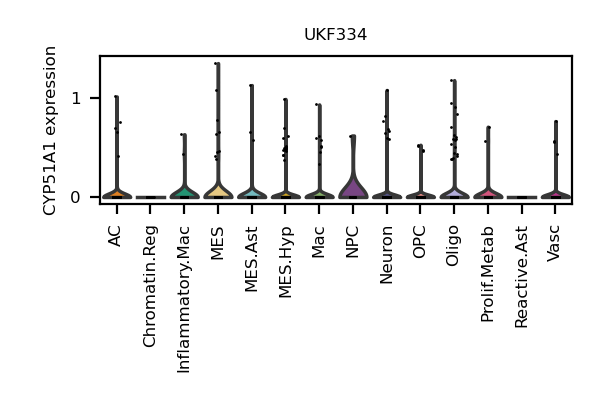 UKF334
CYP51A1 expression
1
0
AC
Chromatin.Reg
Inflammatory.Mac
MES
MES.Ast
MES.Hyp
Mac
NPC
Neuron
OPC
Oligo
Prolif.Metab
Reactive.Ast
Vasc